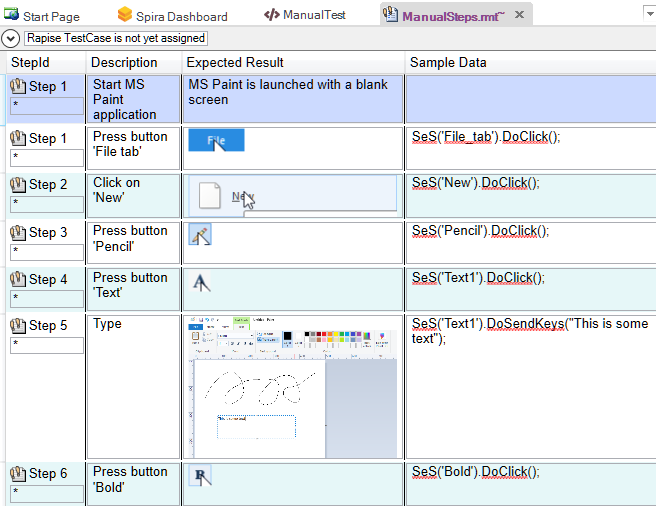 Start Page
Spira Dashboard
ManualTest
ManualSteps.rmt~
Rapise TestCase is not yet assigned
StepId Description Expected Result Sample Data
Step 1
*
Start MS
Paint
application
MS Paint is launched with a blank
screen
Step 1
*
Press button
'File tab'
File
SeS('File_tab').DoClick();
Step 2
*
Click on
'New'
New
SeS('New').DoClick();
Step 3
*
Press button
'Pencil'
SeS('Pencil').DoClick();
Step 4
*
Press button
'Text'
A
SeS('Text1').DoClick();
Step 5
*
Type
This is some text
SeS('Text1').DoSendKeys("This is some
text");
Step 6
*
Press button
'Bold'
B
SeS('Bold').DoClick();